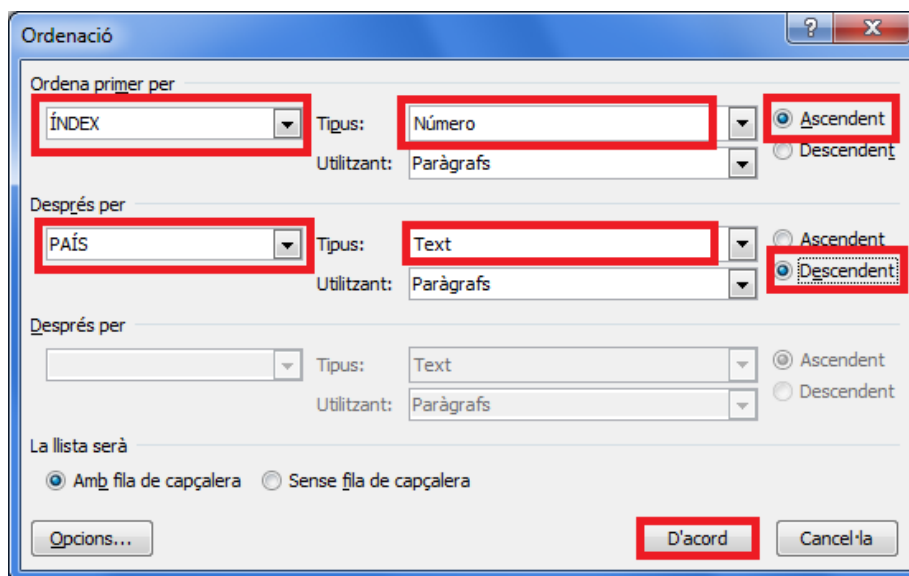 Ordenació
Ordena primer per
ÍNDEX Tipus: Número Ascendent
Utilitzant: Paràgrafs Descendent
Després per
PAÍS Tipus: Text Ascendent
Utilitzant: Paràgrafs Descendent
Després per
Tipus: Text Ascendent
Utilitzant: Paràgrafs Descendent
La llista serà
Amb fila de capçalera Sense fila de capçalera
Opcions... D'acord Cancel·la